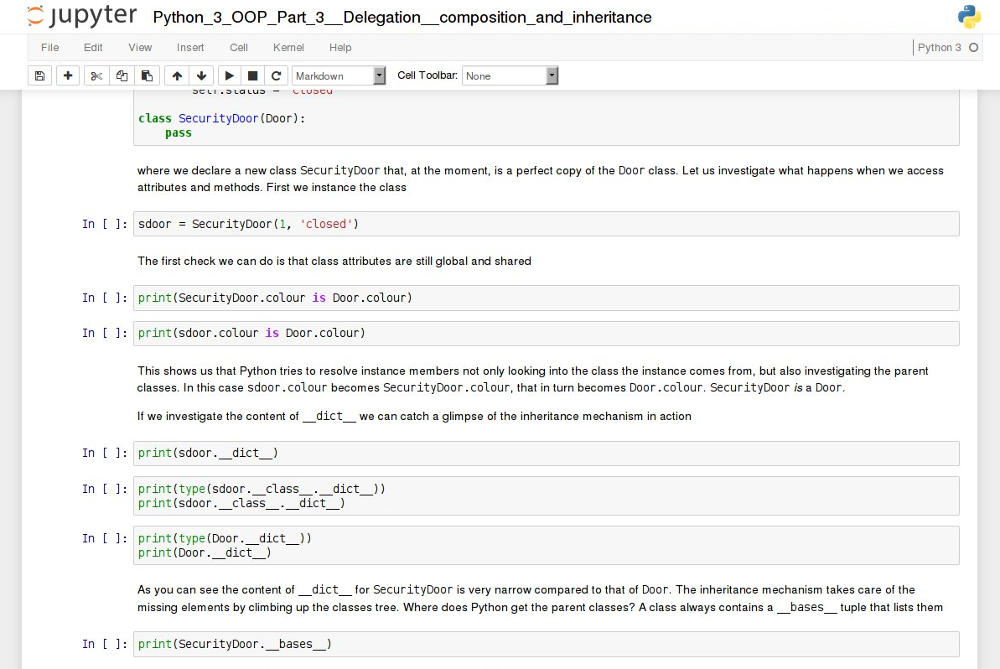 jupyter Python_3_OOP_Part_3__Delegation__composition_and_inheritance
File Edit View Insert Cell Kernel Help Python 3
Markdown Cell Toolbar: None
self.status = 'closed'
class SecurityDoor(Door):
    pass
where we declare a new class SecurityDoor that, at the moment, is a perfect copy of the Door class. Let us investigate what happens when we access
attributes and methods. First we instance the class
In [ ]: sdoor = SecurityDoor(1, 'closed')
The first check we can do is that class attributes are still global and shared
In [ ]: print(SecurityDoor.colour is Door.colour)
In [ ]: print(sdoor.colour is Door.colour)
This shows us that Python tries to resolve instance members not only looking into the class the instance comes from, but also investigating the parent
classes. In this case sdoor.colour becomes SecurityDoor.colour, that in turn becomes Door.colour. SecurityDoor is a Door.
If we investigate the content of __dict__ we can catch a glimpse of the inheritance mechanism in action
In [ ]: print(sdoor.__dict__)
In [ ]: print(type(sdoor.__class__.__dict__))
print(sdoor.__class__.__dict__)
In [ ]: print(type(Door.__dict__))
print(Door.__dict__)
As you can see the content of __dict__ for SecurityDoor is very narrow compared to that of Door. The inheritance mechanism takes care of the
missing elements by climbing up the classes tree. Where does Python get the parent classes? A class always contains a __bases__ tuple that lists them
In [ ]: print(SecurityDoor.__bases__)